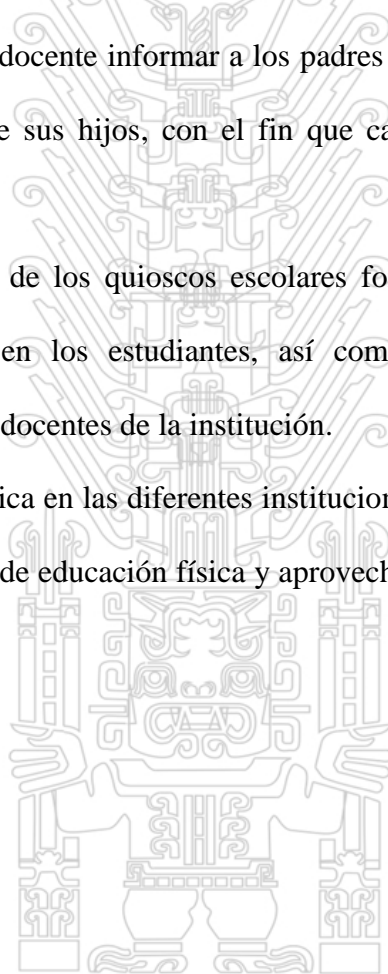 docente informar a los padres
e sus hijos, con el fin que ca
de los quioscos escolares fo
en los estudiantes, así com
docentes de la institución.
ica en las diferentes institucion
de educación física y aprovech